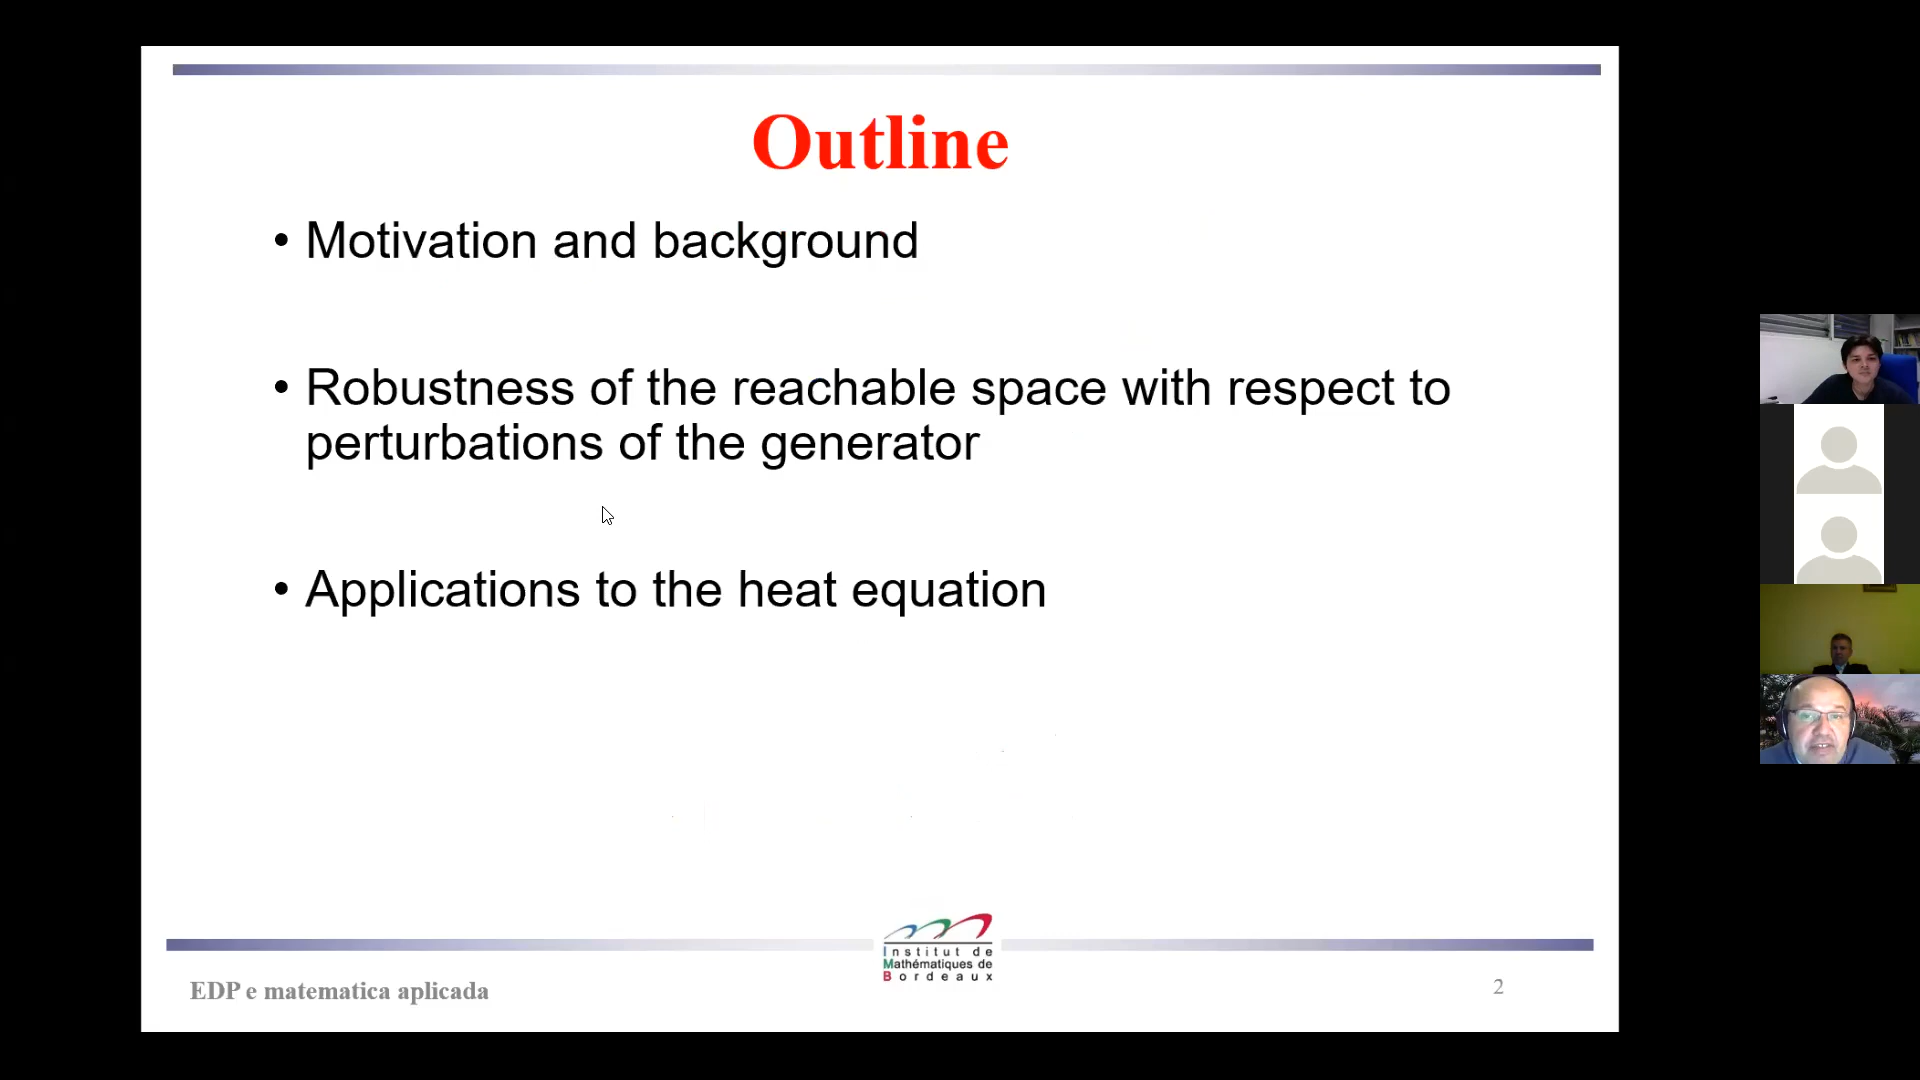 Outline
• Motivation and background
• Robustness of the reachable space with respect to
perturbations of the generator
• Applications to the heat equation
Institut de
Mathématiques de
Bordeaux
EDP e matematica aplicada
2